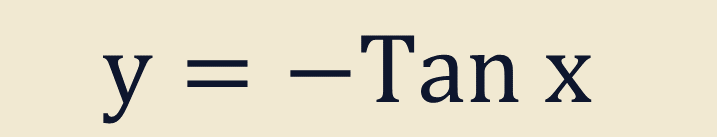 y = −Tan x